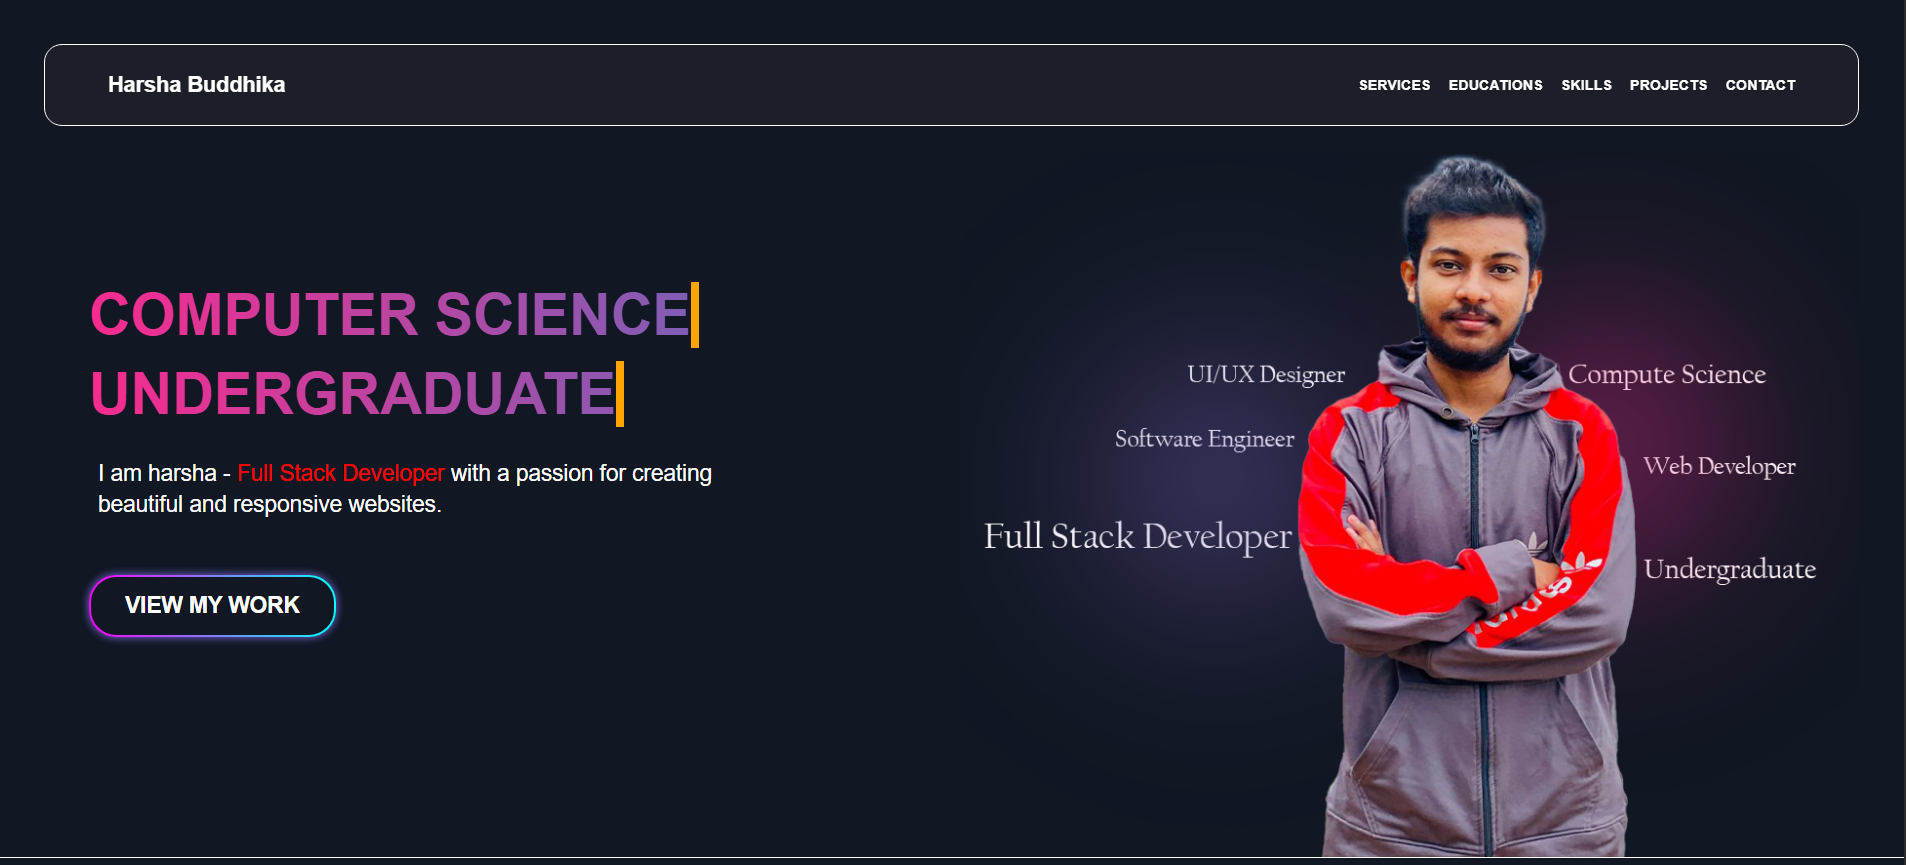 Harsha Buddhika
SERVICES EDUCATIONS SKILLS PROJECTS CONTACT
COMPUTER SCIENCE
UNDERGRADUATE
I am harsha - Full Stack Developer with a passion for creating
beautiful and responsive websites.
VIEW MY WORK
UI/UX Designer
Software Engineer
Full Stack Developer
Compute Science
Web Developer
Undergraduate